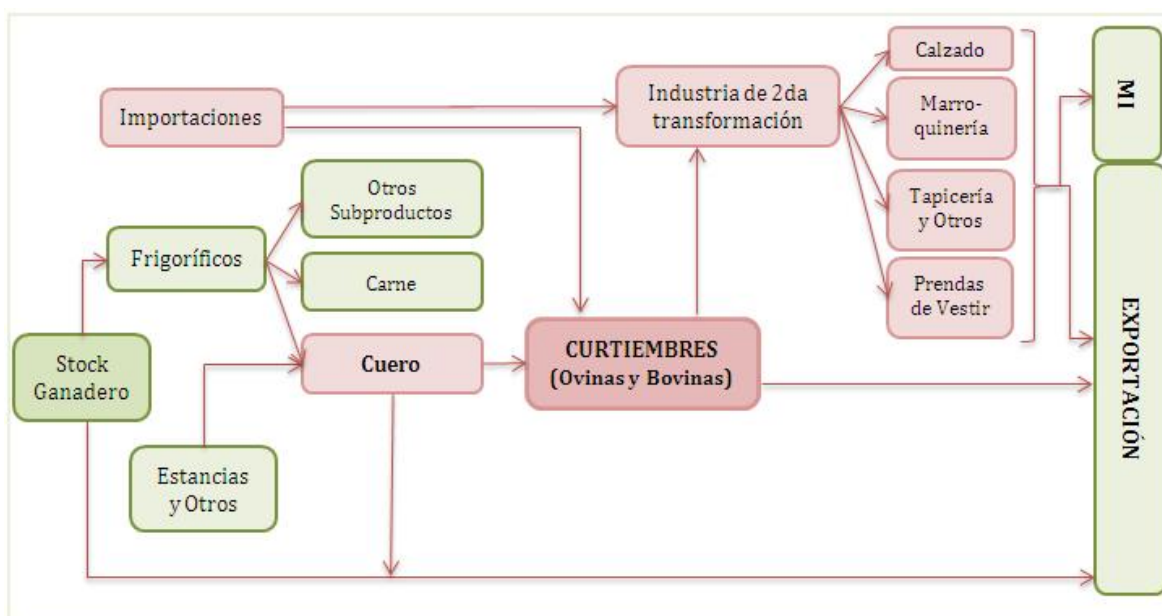 Calzado
Importaciones
Industria de 2da
transformación
Marro-
quinería
MI
Otros
Subproductos
Tapicería
y Otros
Frigoríficos
Carne
Prendas
de Vestir
EXPORTACIÓN
Stock
Ganadero
Cuero
CURTIEMBRES
(Ovinas y Bovinas)
Estancias
y Otros